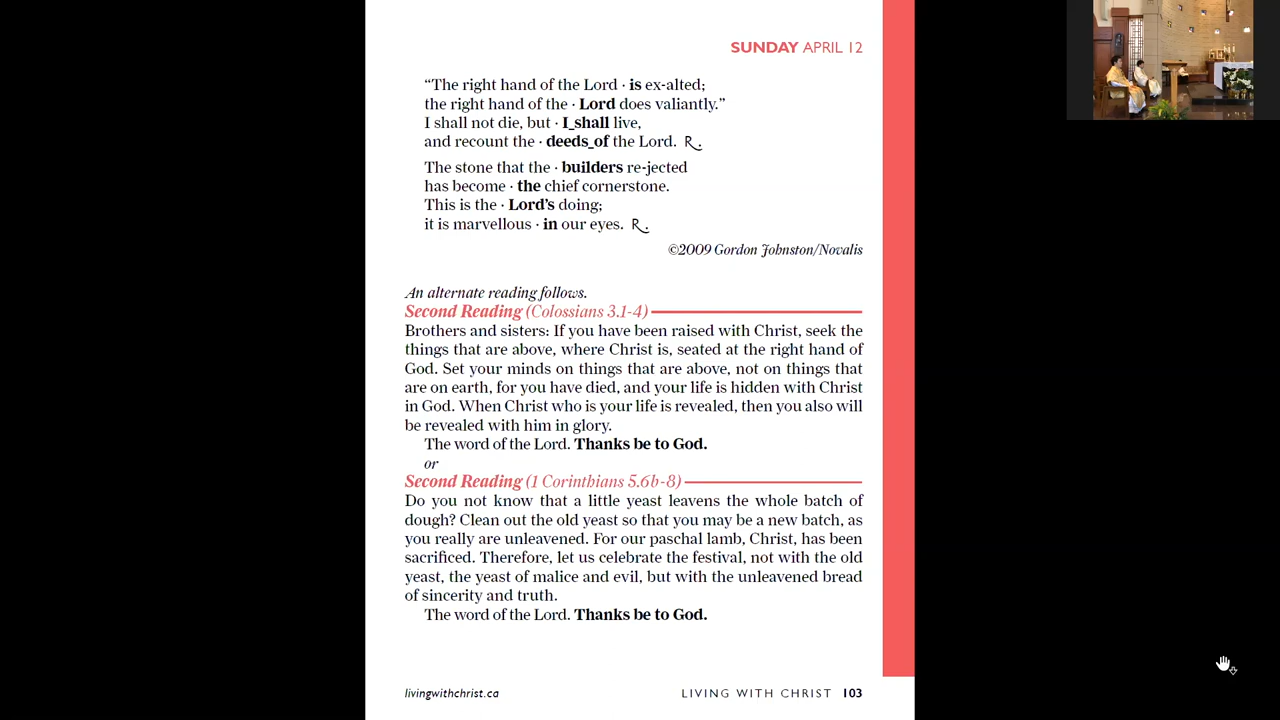 SUNDAY APRIL 12
“The right hand of the Lord · is ex-alted;
the right hand of the · Lord does valiantly.”
I shall not die, but · I_shall live,
and recount the · deeds_of the Lord. R.
The stone that the · builders re-jected
has become · the chief cornerstone.
This is the · Lord’s doing;
it is marvellous · in our eyes. R.
©2009 Gordon Johnston/Novalis
An alternate reading follows.
Second Reading (Colossians 3.1-4)
Brothers and sisters: If you have been raised with Christ, seek the
things that are above, where Christ is, seated at the right hand of
God. Set your minds on things that are above, not on things that
are on earth, for you have died, and your life is hidden with Christ
in God. When Christ who is your life is revealed, then you also will
be revealed with him in glory.
The word of the Lord. Thanks be to God.
or
Second Reading (1 Corinthians 5.6b-8)
Do you not know that a little yeast leavens the whole batch of
dough? Clean out the old yeast so that you may be a new batch, as
you really are unleavened. For our paschal lamb, Christ, has been
sacrificed. Therefore, let us celebrate the festival, not with the old
yeast, the yeast of malice and evil, but with the unleavened bread
of sincerity and truth.
The word of the Lord. Thanks be to God.
livingwithchrist.ca LIVING WITH CHRIST 103